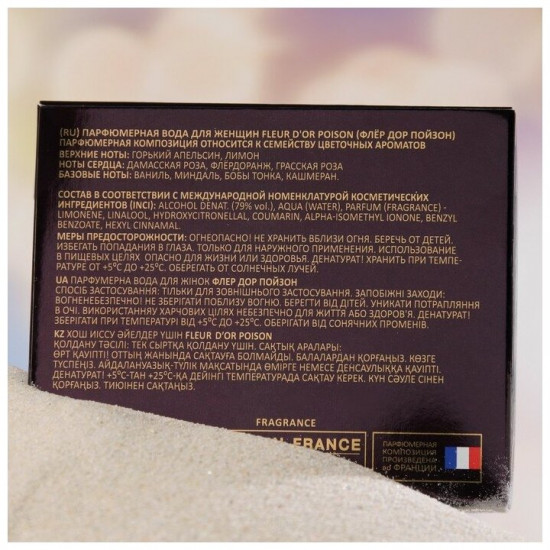 (RU) ПАРФЮМЕРНАЯ ВОДА ДЛЯ ЖЕНЩИН FLEUR D'OR POISON (ФЛЁР ДОР ПОЙЗОН)
ПАРФЮМЕРНАЯ КОМПОЗИЦИЯ ОТНОСИТСЯ К СЕМЕЙСТВУ ЦВЕТОЧНЫХ АРОМАТОВ
ВЕРХНИЕ НОТЫ: ГОРЬКИЙ АПЕЛЬСИН, ЛИМОН
НОТЫ СЕРДЦА: ДАМАССКАЯ РОЗА, ФЛЁРДОРАНЖ, ГРАССКАЯ РОЗА
БАЗОВЫЕ НОТЫ: ВАНИЛЬ, МИНДАЛЬ, БОБЫ ТОНКА, КАШМЕРАН.
СОСТАВ В СООТВЕТСТВИИ С МЕЖДУНАРОДНОЙ НОМЕНКЛАТУРОЙ КОСМЕТИЧЕСКИХ
ИНГРЕДИЕНТОВ (INCI): ALCOHOL DENAT. (79% vol.), AQUA (WATER), PARFUM (FRAGRANCE) -
LIMONENE, LINALOOL, HYDROXYCITRONELLAL, COUMARIN, ALPHA-ISOMETHYL IONONE, BENZYL
BENZOATE, HEXYL CINNAMAL.
МЕРЫ ПРЕДОСТОРОЖНОСТИ: ОГНЕОПАСНО! НЕ ХРАНИТЬ ВБЛИЗИ ОГНЯ. БЕРЕЧЬ ОТ ДЕТЕЙ.
ИЗБЕГАТЬ ПОПАДАНИЯ В ГЛАЗА. ТОЛЬКО ДЛЯ НАРУЖНОГО ПРИМЕНЕНИЯ. ИСПОЛЬЗОВАНИЕ
В ПИЩЕВЫХ ЦЕЛЯХ ОПАСНО ДЛЯ ЖИЗНИ ИЛИ ЗДОРОВЬЯ. ДЕНАТУРАТ! ХРАНИТЬ ПРИ ТЕМПЕ-
РАТУРЕ ОТ +5°С ДО +25°С. ОБЕРЕГАТЬ ОТ СОЛНЕЧНЫХ ЛУЧЕЙ.
UA ПАРФУМЕРНА ВОДА ДЛЯ ЖІНОК ФЛЕР ДОР ПОЙЗОН
СПОСІБ ЗАСТОСУВАННЯ: ТІЛЬКИ ДЛЯ ЗОВНІШНЬОГО ЗАСТОСУВАННЯ. ЗАПОБІЖНІ ЗАХОДИ:
ВОГНЕНЕБЕЗПЕЧНО! НЕ ЗБЕРІГАТИ ПОБЛИЗУ ВОГНЮ. БЕРЕГТИ ВІД ДІТЕЙ. УНИКАТИ ПОТРАПЛЯННЯ
В ОЧІ. ВИКОРИСТАННЯУ ХАРЧОВИХ ЦІЛЯХ НЕБЕЗПЕЧНО ДЛЯ ЖИТТЯ АБО ЗДОРОВ'Я. ДЕНАТУРАТ!
ЗБЕРІГАТИ ПРИ ТЕМПЕРАТУРІ ВІД +5°С ДО +25°С. ОБЕРІГАТИ ВІД СОНЯЧНИХ ПРОМЕНІВ.
KZ ХОШ ИІССУ ӘЙЕЛДЕР ҮШІН FLEUR D'OR POISON
ҚОЛДАНУ ТӘСІЛІ: ТЕК СЫРТҚА ҚОЛДАНУ ҮШІН. САҚТЫҚ АРАЛАРЫ:
ӨРТ ҚАУІПТІ! ОТТЫҢ ЖАНЫНДА САҚТАУҒА БОЛМАЙДЫ. БАЛАЛАРДАН ҚОРҒАҢЫЗ. КӨЗГЕ
ТҮСПЕҢІЗ. АЙДАЛАНУАЗЫҚ-ТҮЛІК МАҚСАТЫНДА ӨМІРГЕ НЕМЕСЕ ДЕНСАУЛЫҚҚА ҚАУІПТІ.
ДЕНАТУРАТ! +5°С-ТАН +25°С-ҚА ДЕЙІНГІ ТЕМПЕРАТУРАДА САҚТАУ КЕРЕК. КҮН СӘУЛЕ СІНЕН
ҚОРҒАҢЫЗ. ТИЮІНЕН САҚТАҢЫЗ.
FRAGRANCE
FRANCE
ПАРФЮМЕРНАЯ
КОМПОЗИЦИЯ
ПРОИЗВЕДЕНА
ФРАНЦИИ